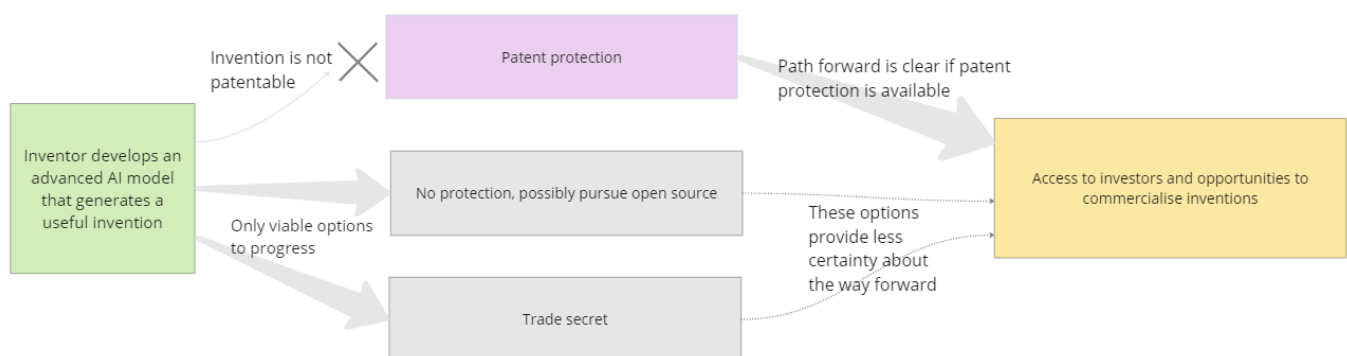 Invention is not
patentable
Patent protection
Path forward is clear if patent
protection is available
Inventor develops an
advanced AI model
that generates a
useful invention
No protection, possibly pursue open source
Access to investors and opportunities to
commercialise inventions
Only viable options
to progress
These options
provide less
certainty about
the way forward
Trade secret